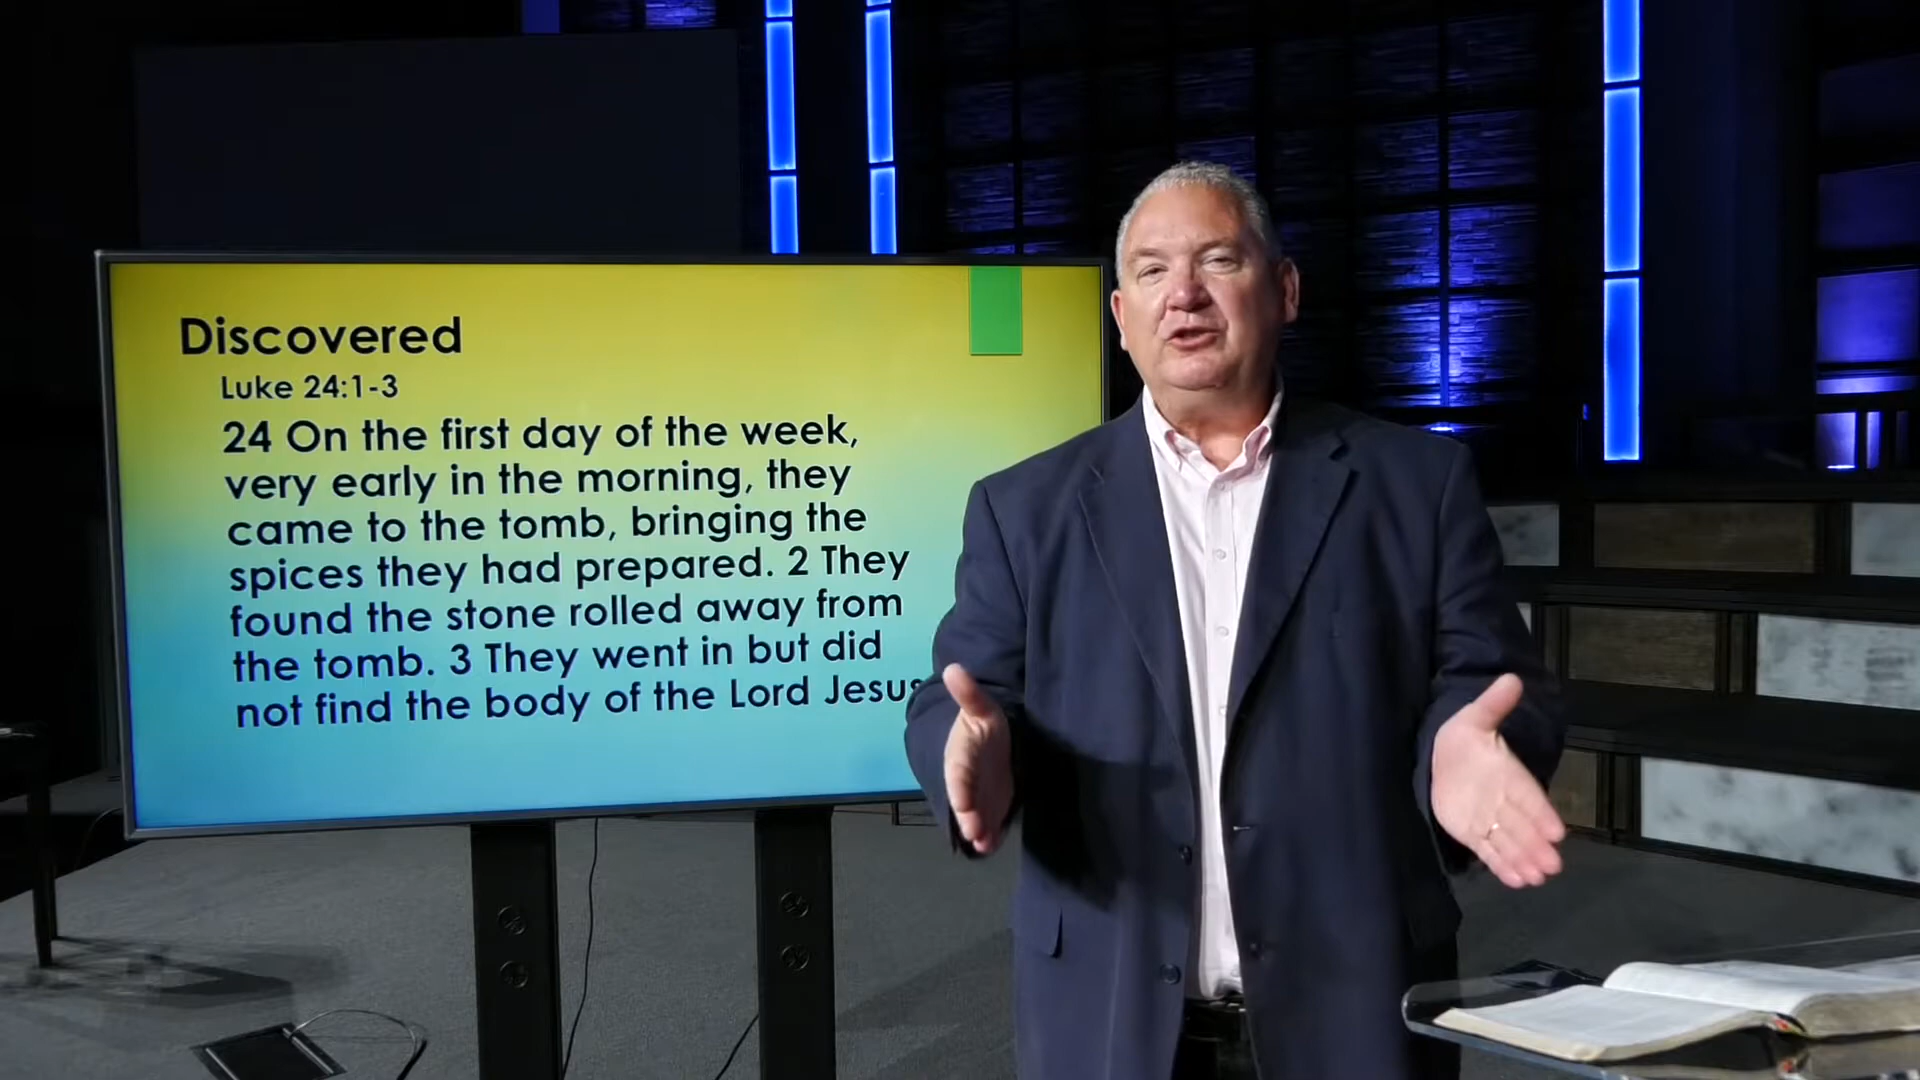 Discovered
Luke 24:1-3
24 On the first day of the week,
very early in the morning, they
came to the tomb, bringing the
spices they had prepared. 2 They
found the stone rolled away from
the tomb. 3 They went in but did
not find the body of the Lord Jesus